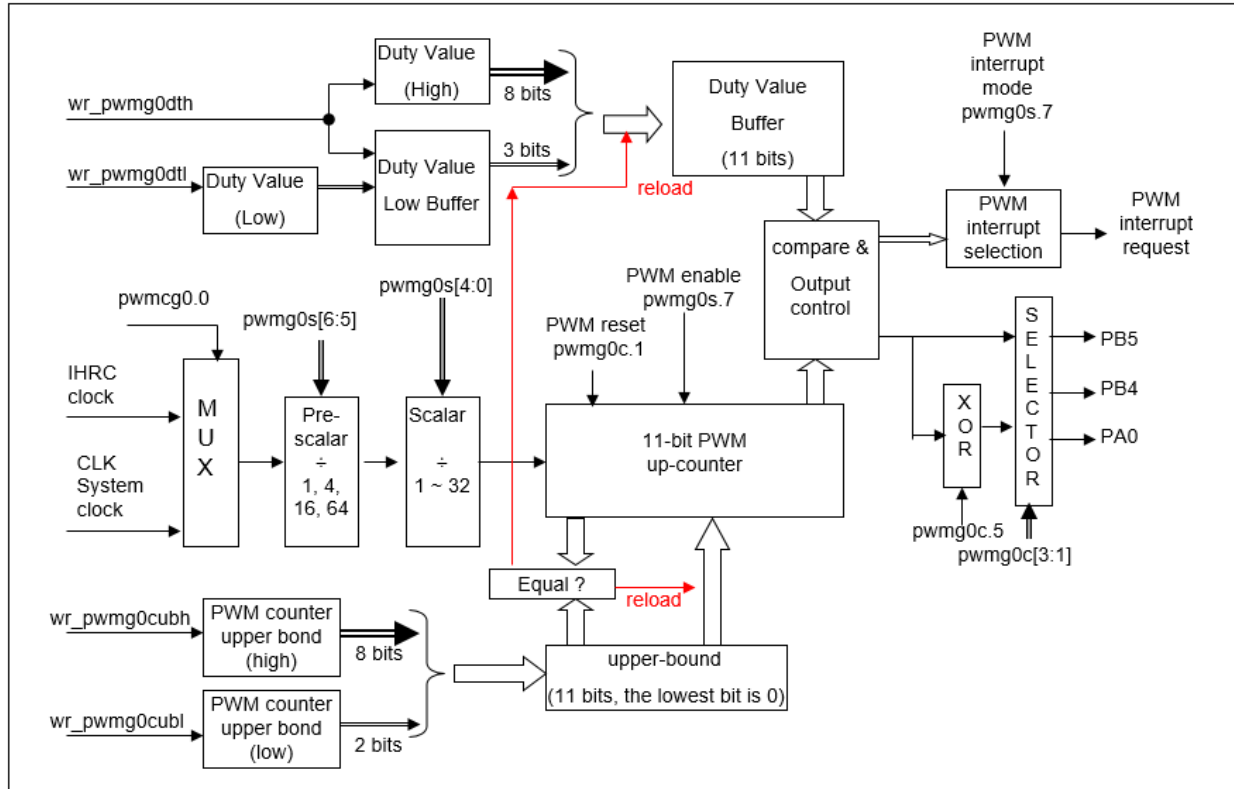 wr_pwmg0dth
wr_pwmg0dtl
Duty Value
(High)
8 bits
Duty Value
(Low)
Duty Value
Low Buffer
3 bits
reload
Duty Value
Buffer
(11 bits)
PWM
interrupt
mode
pwmg0s.7
compare &
Output
control
PWM
interrupt
selection
PWM
interrupt
request
pwmcg0.0
IHRC
clock
CLK
System
clock
M
U
X
pwmg0s[6:5]
Pre-
scalar
÷
1, 4,
16, 64
pwmg0s[4:0]
Scalar
÷
1 ~ 32
PWM reset
pwmg0c.1
PWM enable
pwmg0s.7
11-bit PWM
up-counter
X
O
R
pwmg0c.5
S
E
L
E
C
T
O
R
pwmg0c[3:1]
PB5
PB4
PA0
Equal ?
reload
wr_pwmg0cubh
PWM counter
upper bond
(high)
8 bits
wr_pwmg0cubl
PWM counter
upper bond
(low)
2 bits
upper-bound
(11 bits, the lowest bit is 0)